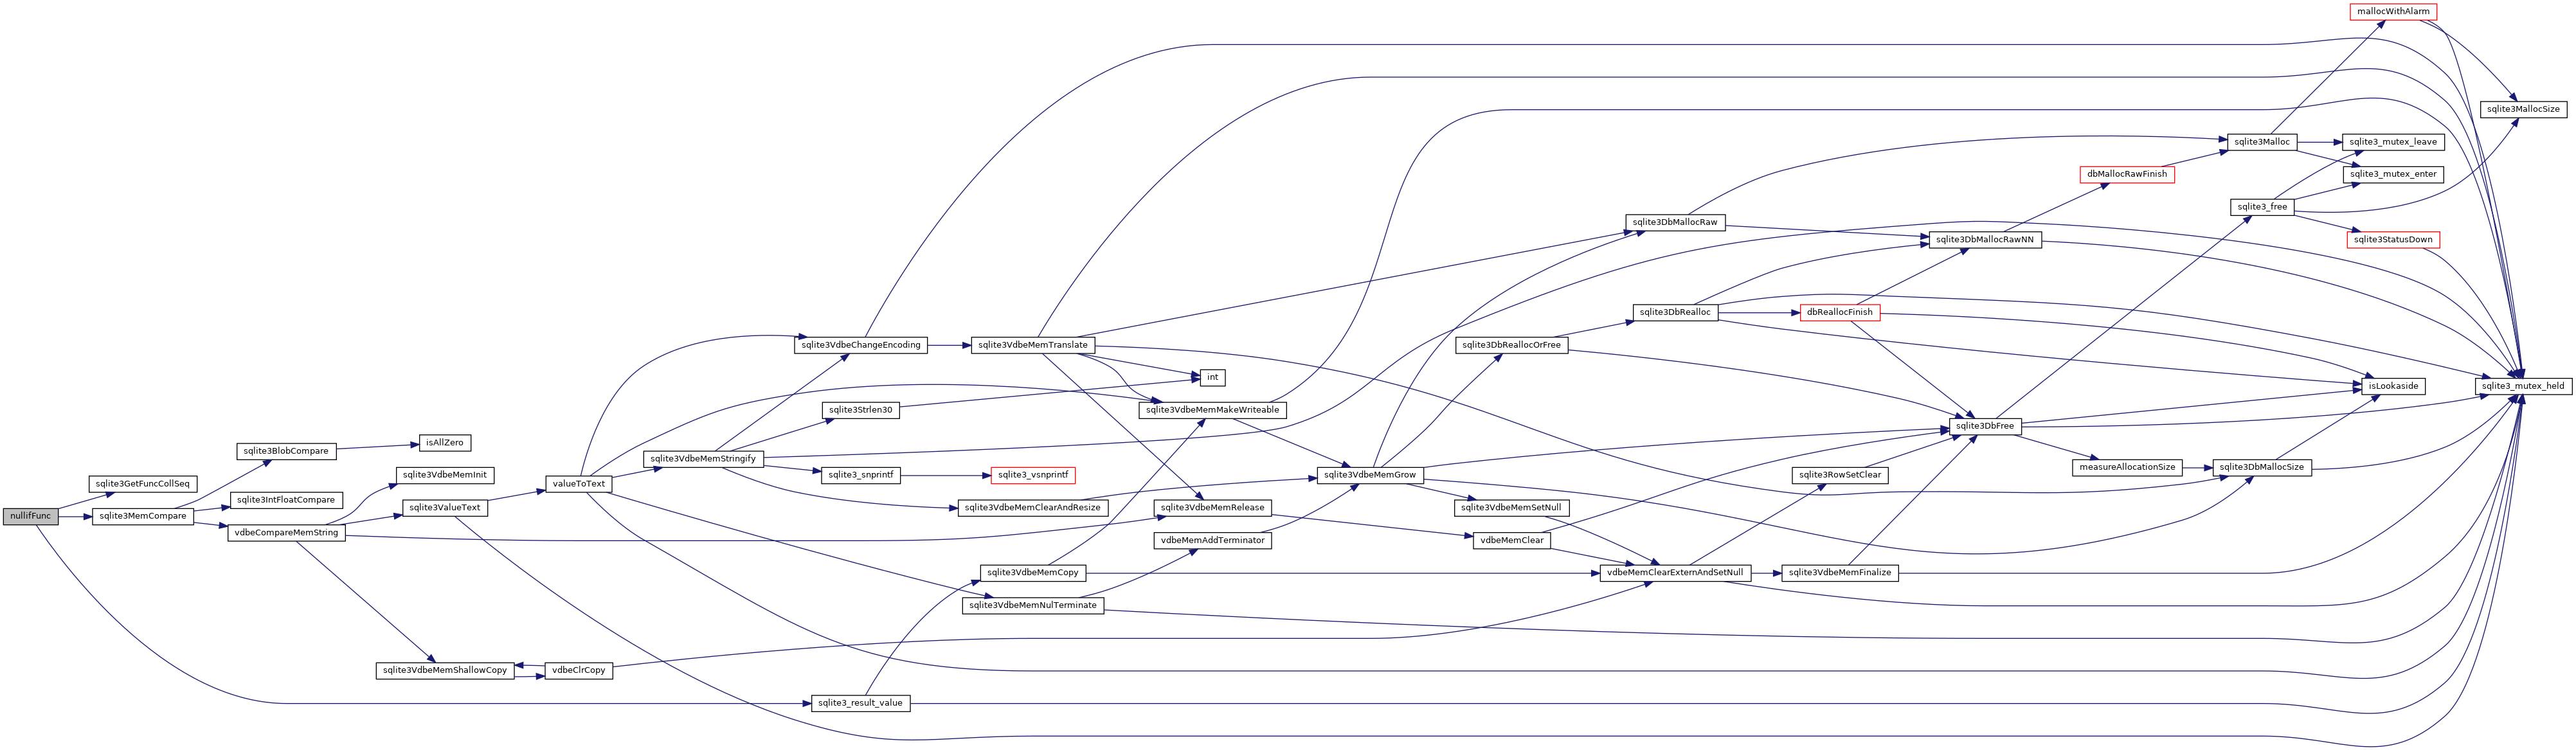 nullifFunc
sqlite3GetFuncCollSeq
sqlite3MemCompare
sqlite3BlobCompare
sqlite3IntFloatCompare
vdbeCompareMemString
isAllZero
sqlite3VdbeMemInit
sqlite3ValueText
sqlite3VdbeMemShallowCopy
valueToText
vdbeClrCopy
sqlite3VdbeMemStringify
sqlite3VdbeChangeEncoding
sqlite3Strlen30
sqlite3_snprintf
sqlite3_result_value
sqlite3VdbeMemTranslate
sqlite3_vsnprintf
sqlite3VdbeMemClearAndResize
sqlite3VdbeMemCopy
sqlite3VdbeMemNulTerminate
int
sqlite3VdbeMemMakeWriteable
sqlite3VdbeMemRelease
vdbeMemAddTerminator
sqlite3VdbeMemGrow
sqlite3DbReallocOrFree
sqlite3VdbeMemSetNull
vdbeMemClear
sqlite3DbMallocRaw
sqlite3DbRealloc
vdbeMemClearExternAndSetNull
dbReallocFinish
sqlite3RowSetClear
sqlite3VdbeMemFinalize
sqlite3DbMallocRawNN
sqlite3DbFree
dbMallocRawFinish
measureAllocationSize
sqlite3Malloc
sqlite3_free
sqlite3DbMallocSize
mallocWithAlarm
sqlite3_mutex_leave
sqlite3_mutex_enter
sqlite3StatusDown
isLookaside
sqlite3MallocSize
sqlite3_mutex_held